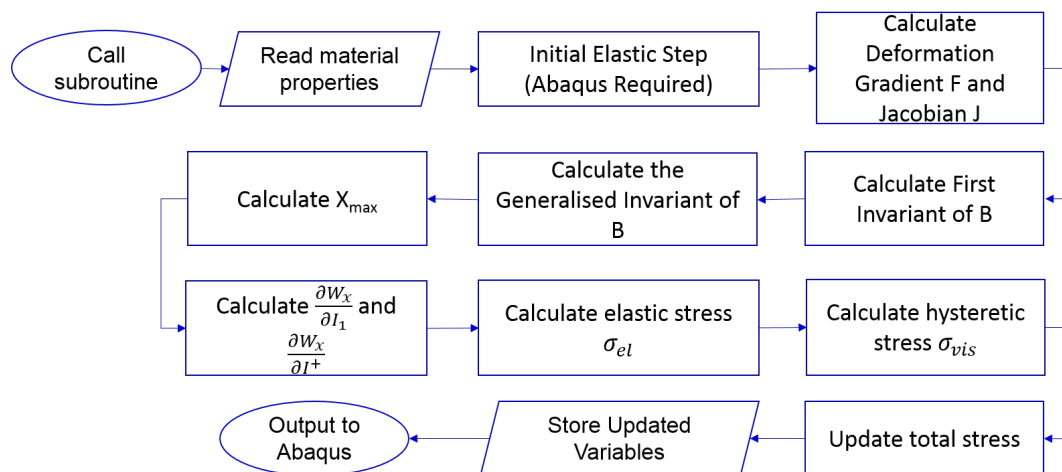 Call
subroutine
Read material
properties
Initial Elastic Step
(Abaqus Required)
Calculate
Deformation
Gradient F and
Jacobian J
Calculate X_max
Calculate the
Generalised Invariant of
B
Calculate First
Invariant of B
Calculate ∂W_x/∂I_1 and
∂W_x/∂I^+
Calculate elastic stress
σ_el
Calculate hysteretic
stress σ_vis
Output to
Abaqus
Store Updated
Variables
Update total stress